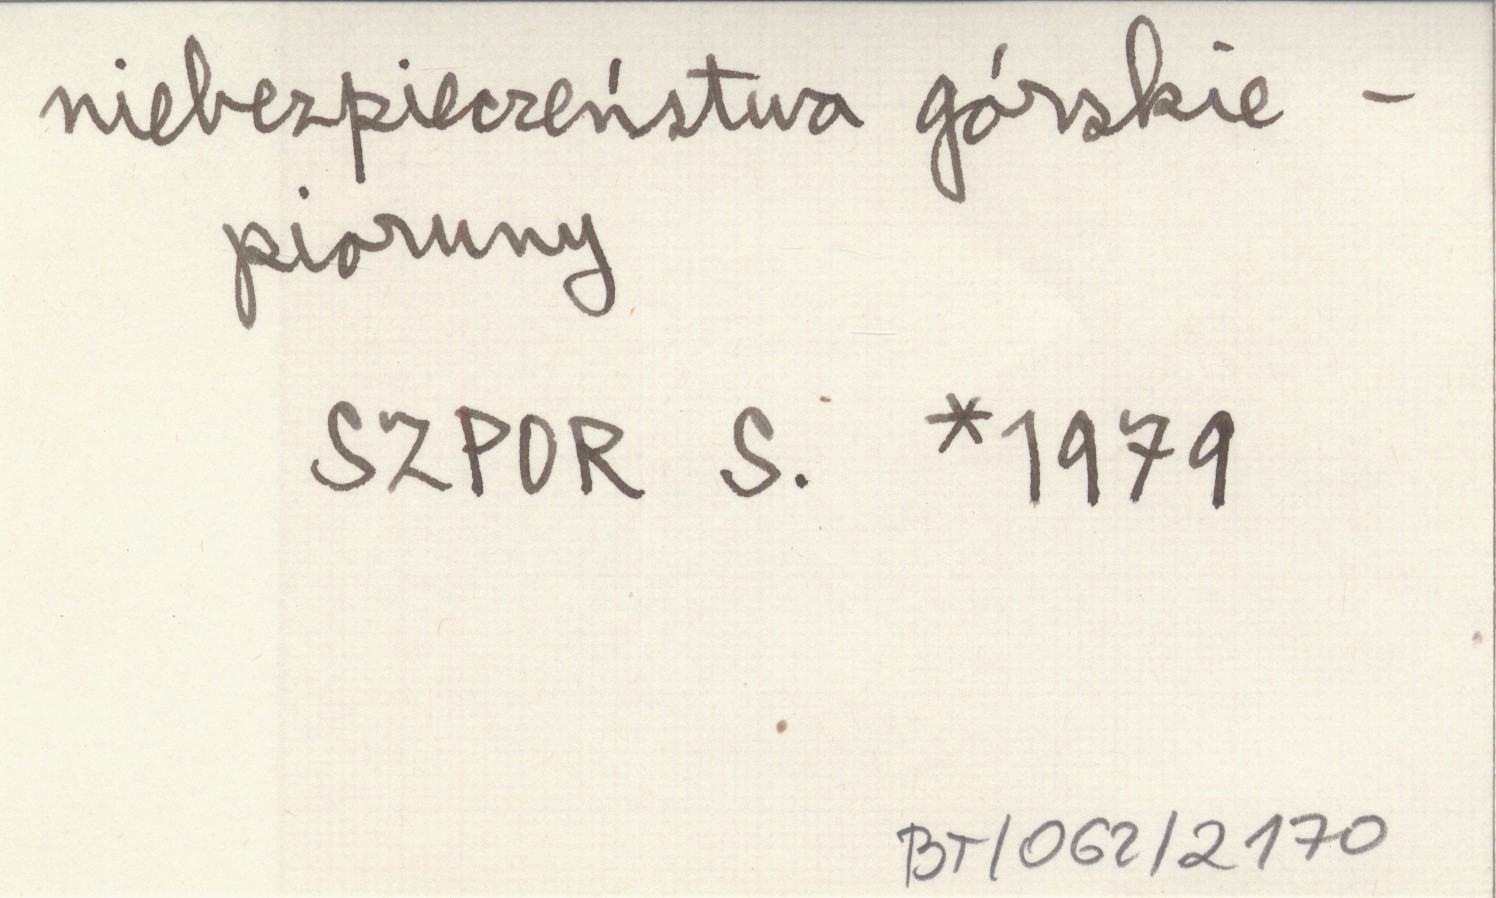 niebezpieczeństwa górskie -
pioruny
SZPOR S. *1979
BT/062/2170